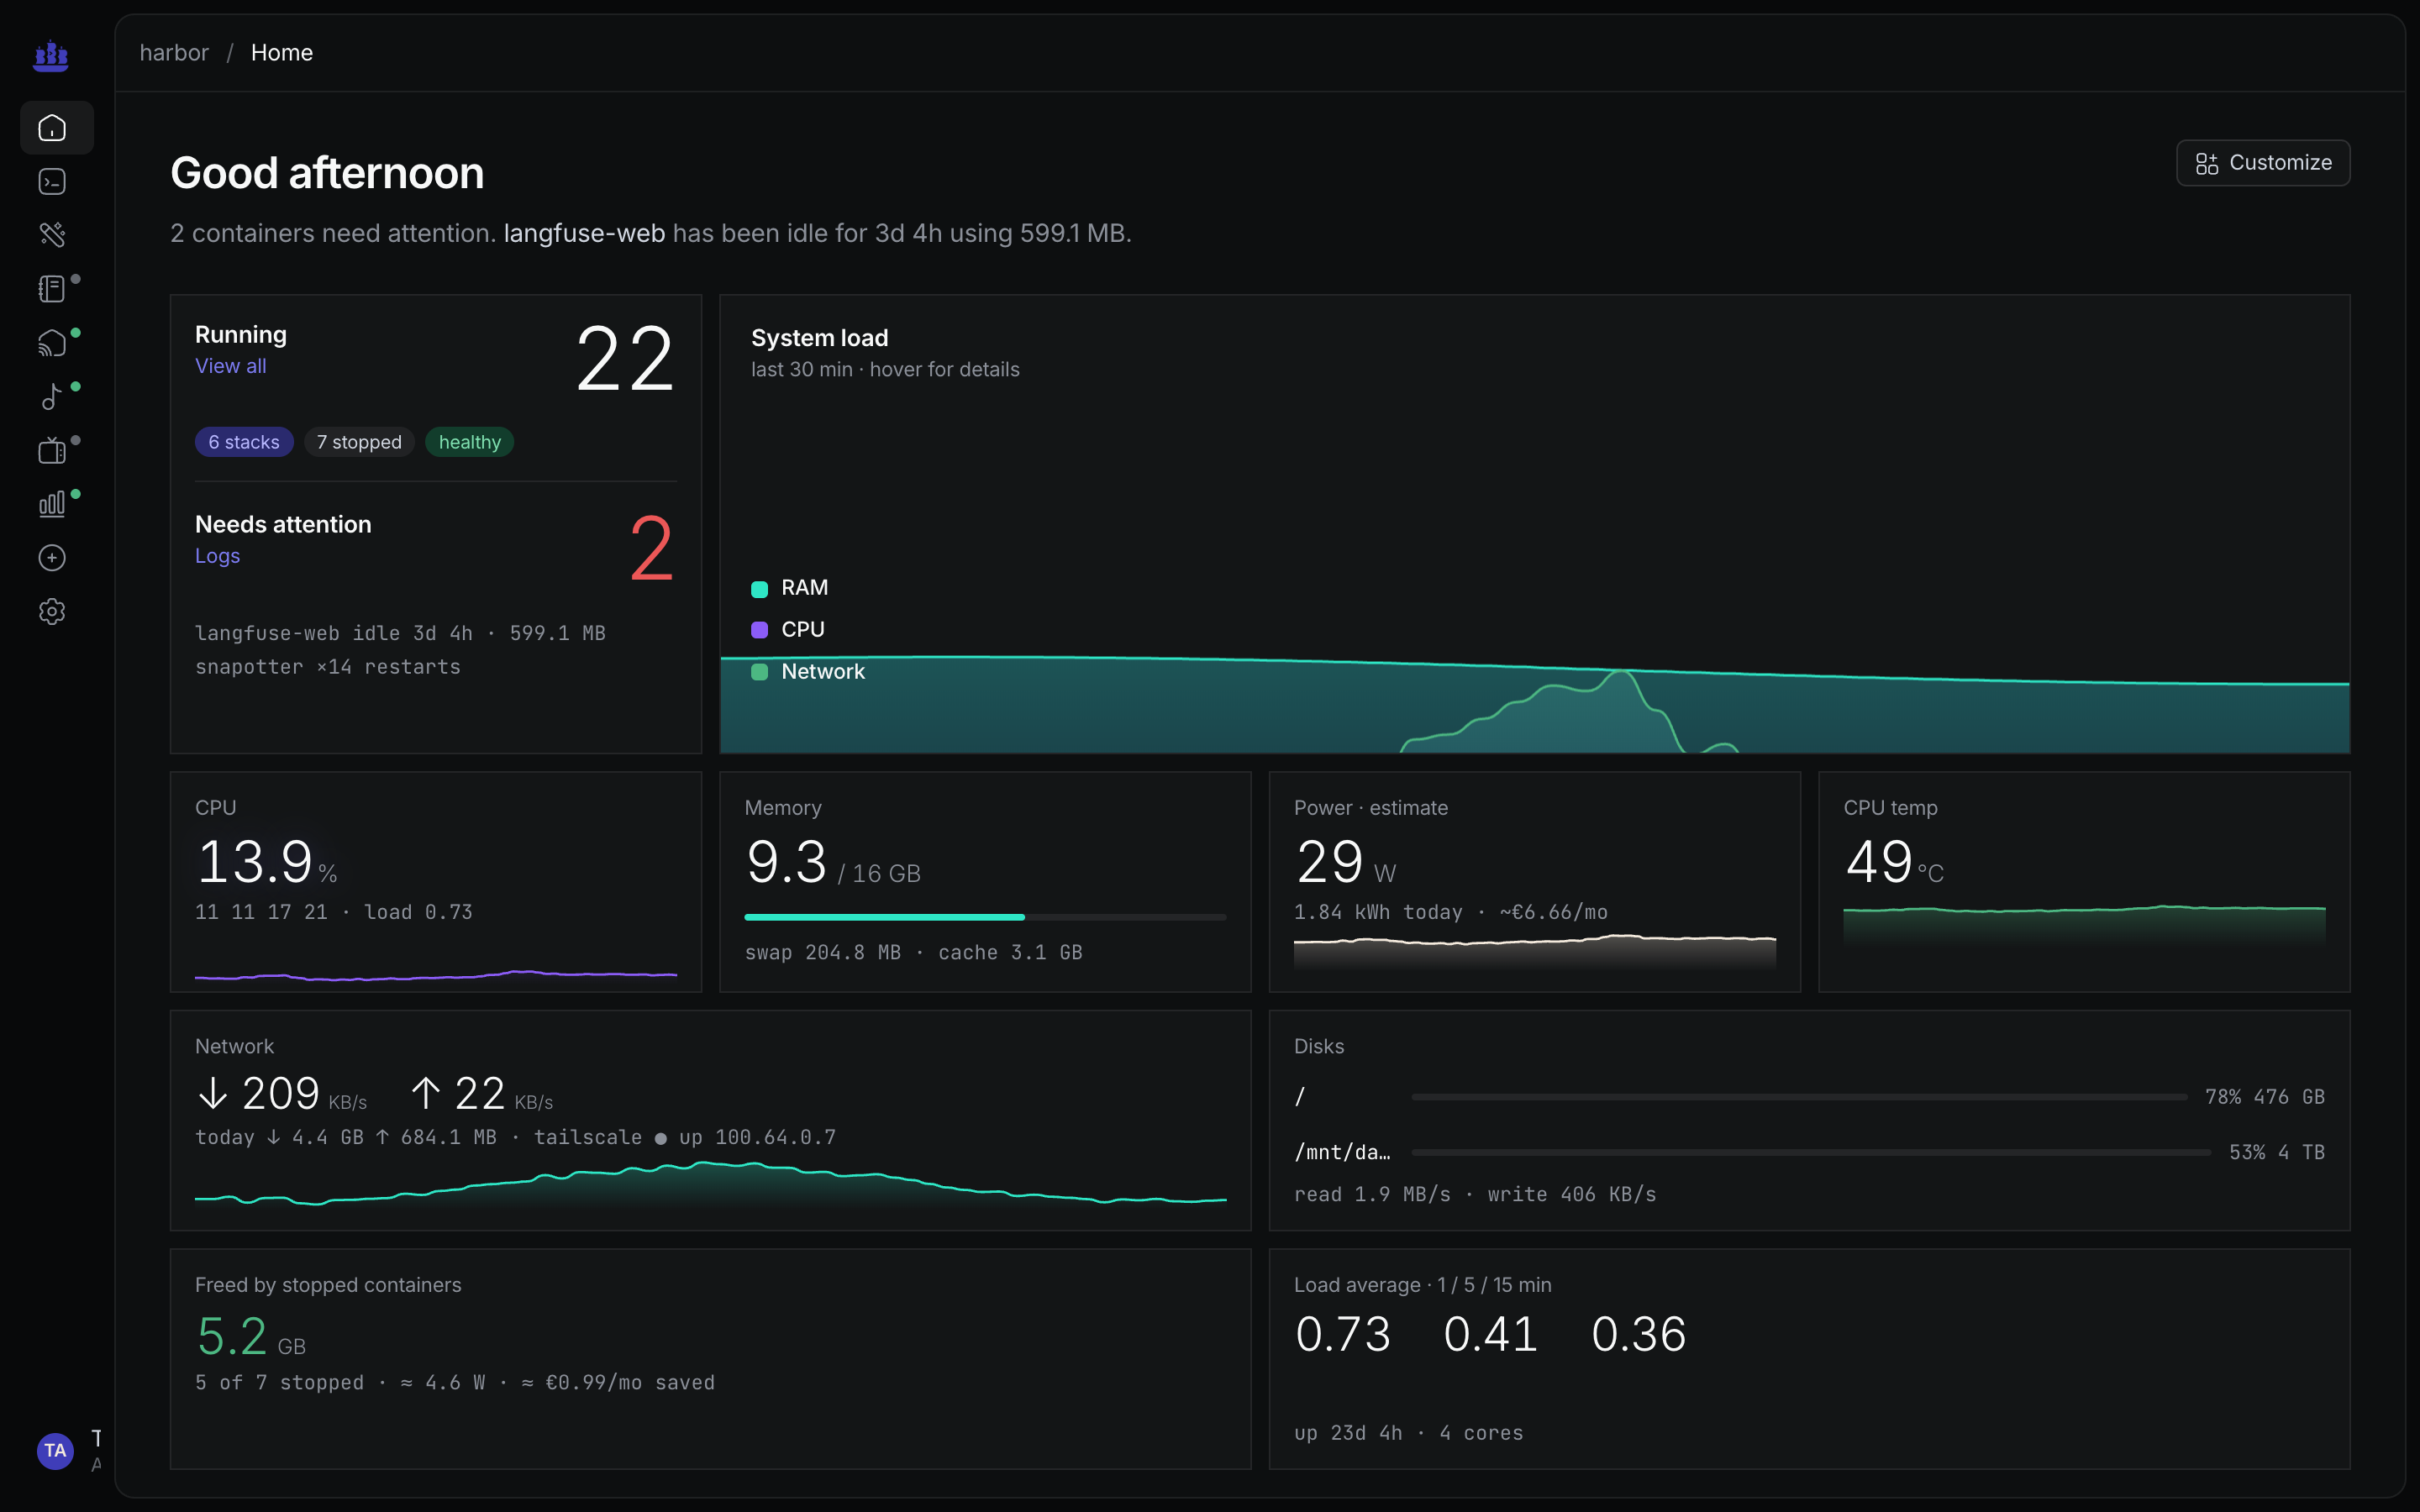 harbor / Home
Good afternoon
Customize
2 containers need attention. langfuse-web has been idle for 3d 4h using 599.1 MB.
Running
View all
22
6 stacks
7 stopped
healthy
Needs attention
Logs
2
langfuse-web idle 3d 4h · 599.1 MB
snapotter ×14 restarts
System load
last 30 min · hover for details
RAM
CPU
Network
CPU
13.9 %
11 11 17 21 · load 0.73
Memory
9.3 / 16 GB
swap 204.8 MB · cache 3.1 GB
Power · estimate
29 W
1.84 kWh today · ~€6.66/mo
CPU temp
49 °C
Network
↓ 209 KB/s ↑ 22 KB/s
today ↓ 4.4 GB ↑ 684.1 MB · tailscale ● up 100.64.0.7
Disks
/ 78% 476 GB
/mnt/da… 53% 4 TB
read 1.9 MB/s · write 406 KB/s
Freed by stopped containers
5.2 GB
5 of 7 stopped · ≈ 4.6 W · ≈ €0.99/mo saved
Load average · 1 / 5 / 15 min
0.73 0.41 0.36
up 23d 4h · 4 cores
TA
T
A